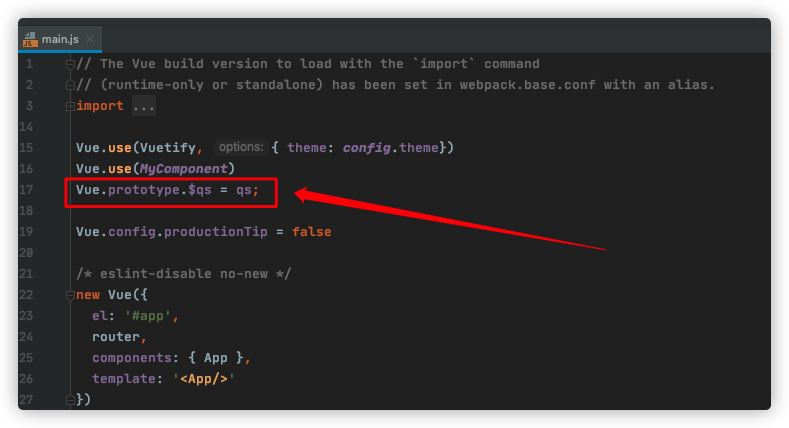 main.js
1 // The Vue build version to load with the `import` command
2 // (runtime-only or standalone) has been set in webpack.base.conf with an alias.
3 import ...
14
15 Vue.use(Vuetify, options: { theme: config.theme})
16 Vue.use(MyComponent)
17 Vue.prototype.$qs = qs;
18
19 Vue.config.productionTip = false
20
21 /* eslint-disable no-new */
22 new Vue({
23 el: '#app',
24 router,
25 components: { App },
26 template: '<App/>'
27 })